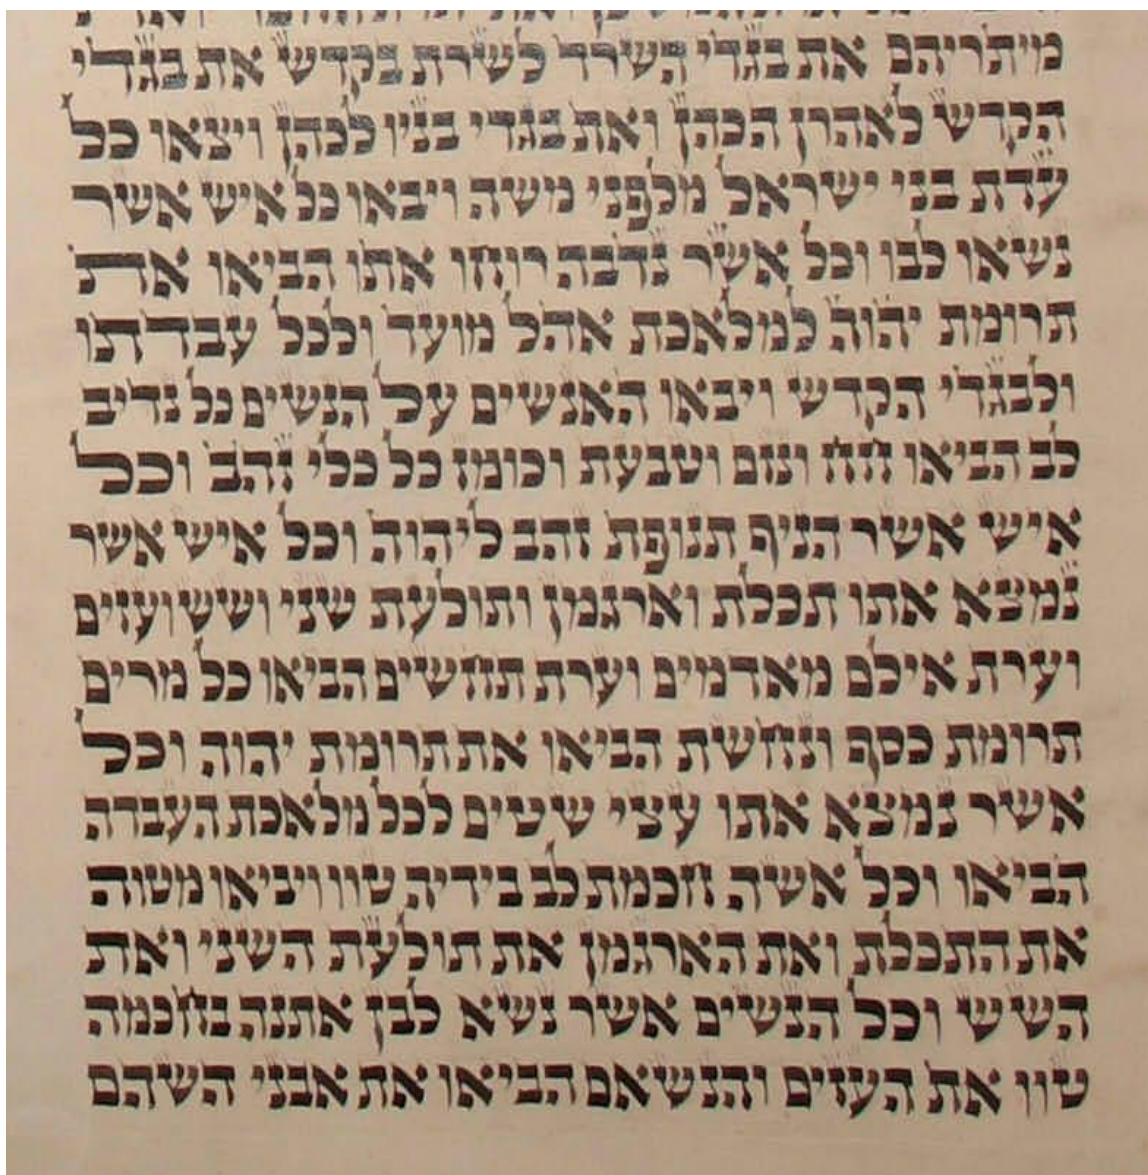 מיתריהם את בגדי השרד לשרת בקדש את בגדי
הקדש לאהרן הכהן ואת בגדי בניו לכהן ויצאו כל
עדת בני ישראל מלפני משה ויבאו כל איש אשר
נשאו לבו וכל אשר נדבה רוחו אתו הביאו את
תרומת יהוה למלאכת אהל מועד ולכל עבדתו
ולבגדי הקדש ויבאו האנשים על הנשים כל נדיב
לב הביאו חח ונזם וטבעת וכומז כל כלי זהב וכל
איש אשר הניף תנופת זהב ליהוה וכל איש אשר
נמצא אתו תכלת וארגמן ותולעת שני ושש ועזים
וערת אילם מאדמים וערת תחשים הביאו כל מרים
תרומת כסף ונחשת הביאו את תרומת יהוה וכל
אשר נמצא אתו עצי שטים לכל מלאכת העבדה
הביאו וכל אשה חכמת לב בידיה טוו ויביאו מטוה
את התכלת ואת הארגמן את תולעת השני ואת
השש וכל הנשים אשר נשא לבן אתנה בחכמה
טוו את העזים והנשאם הביאו את אבני השהם